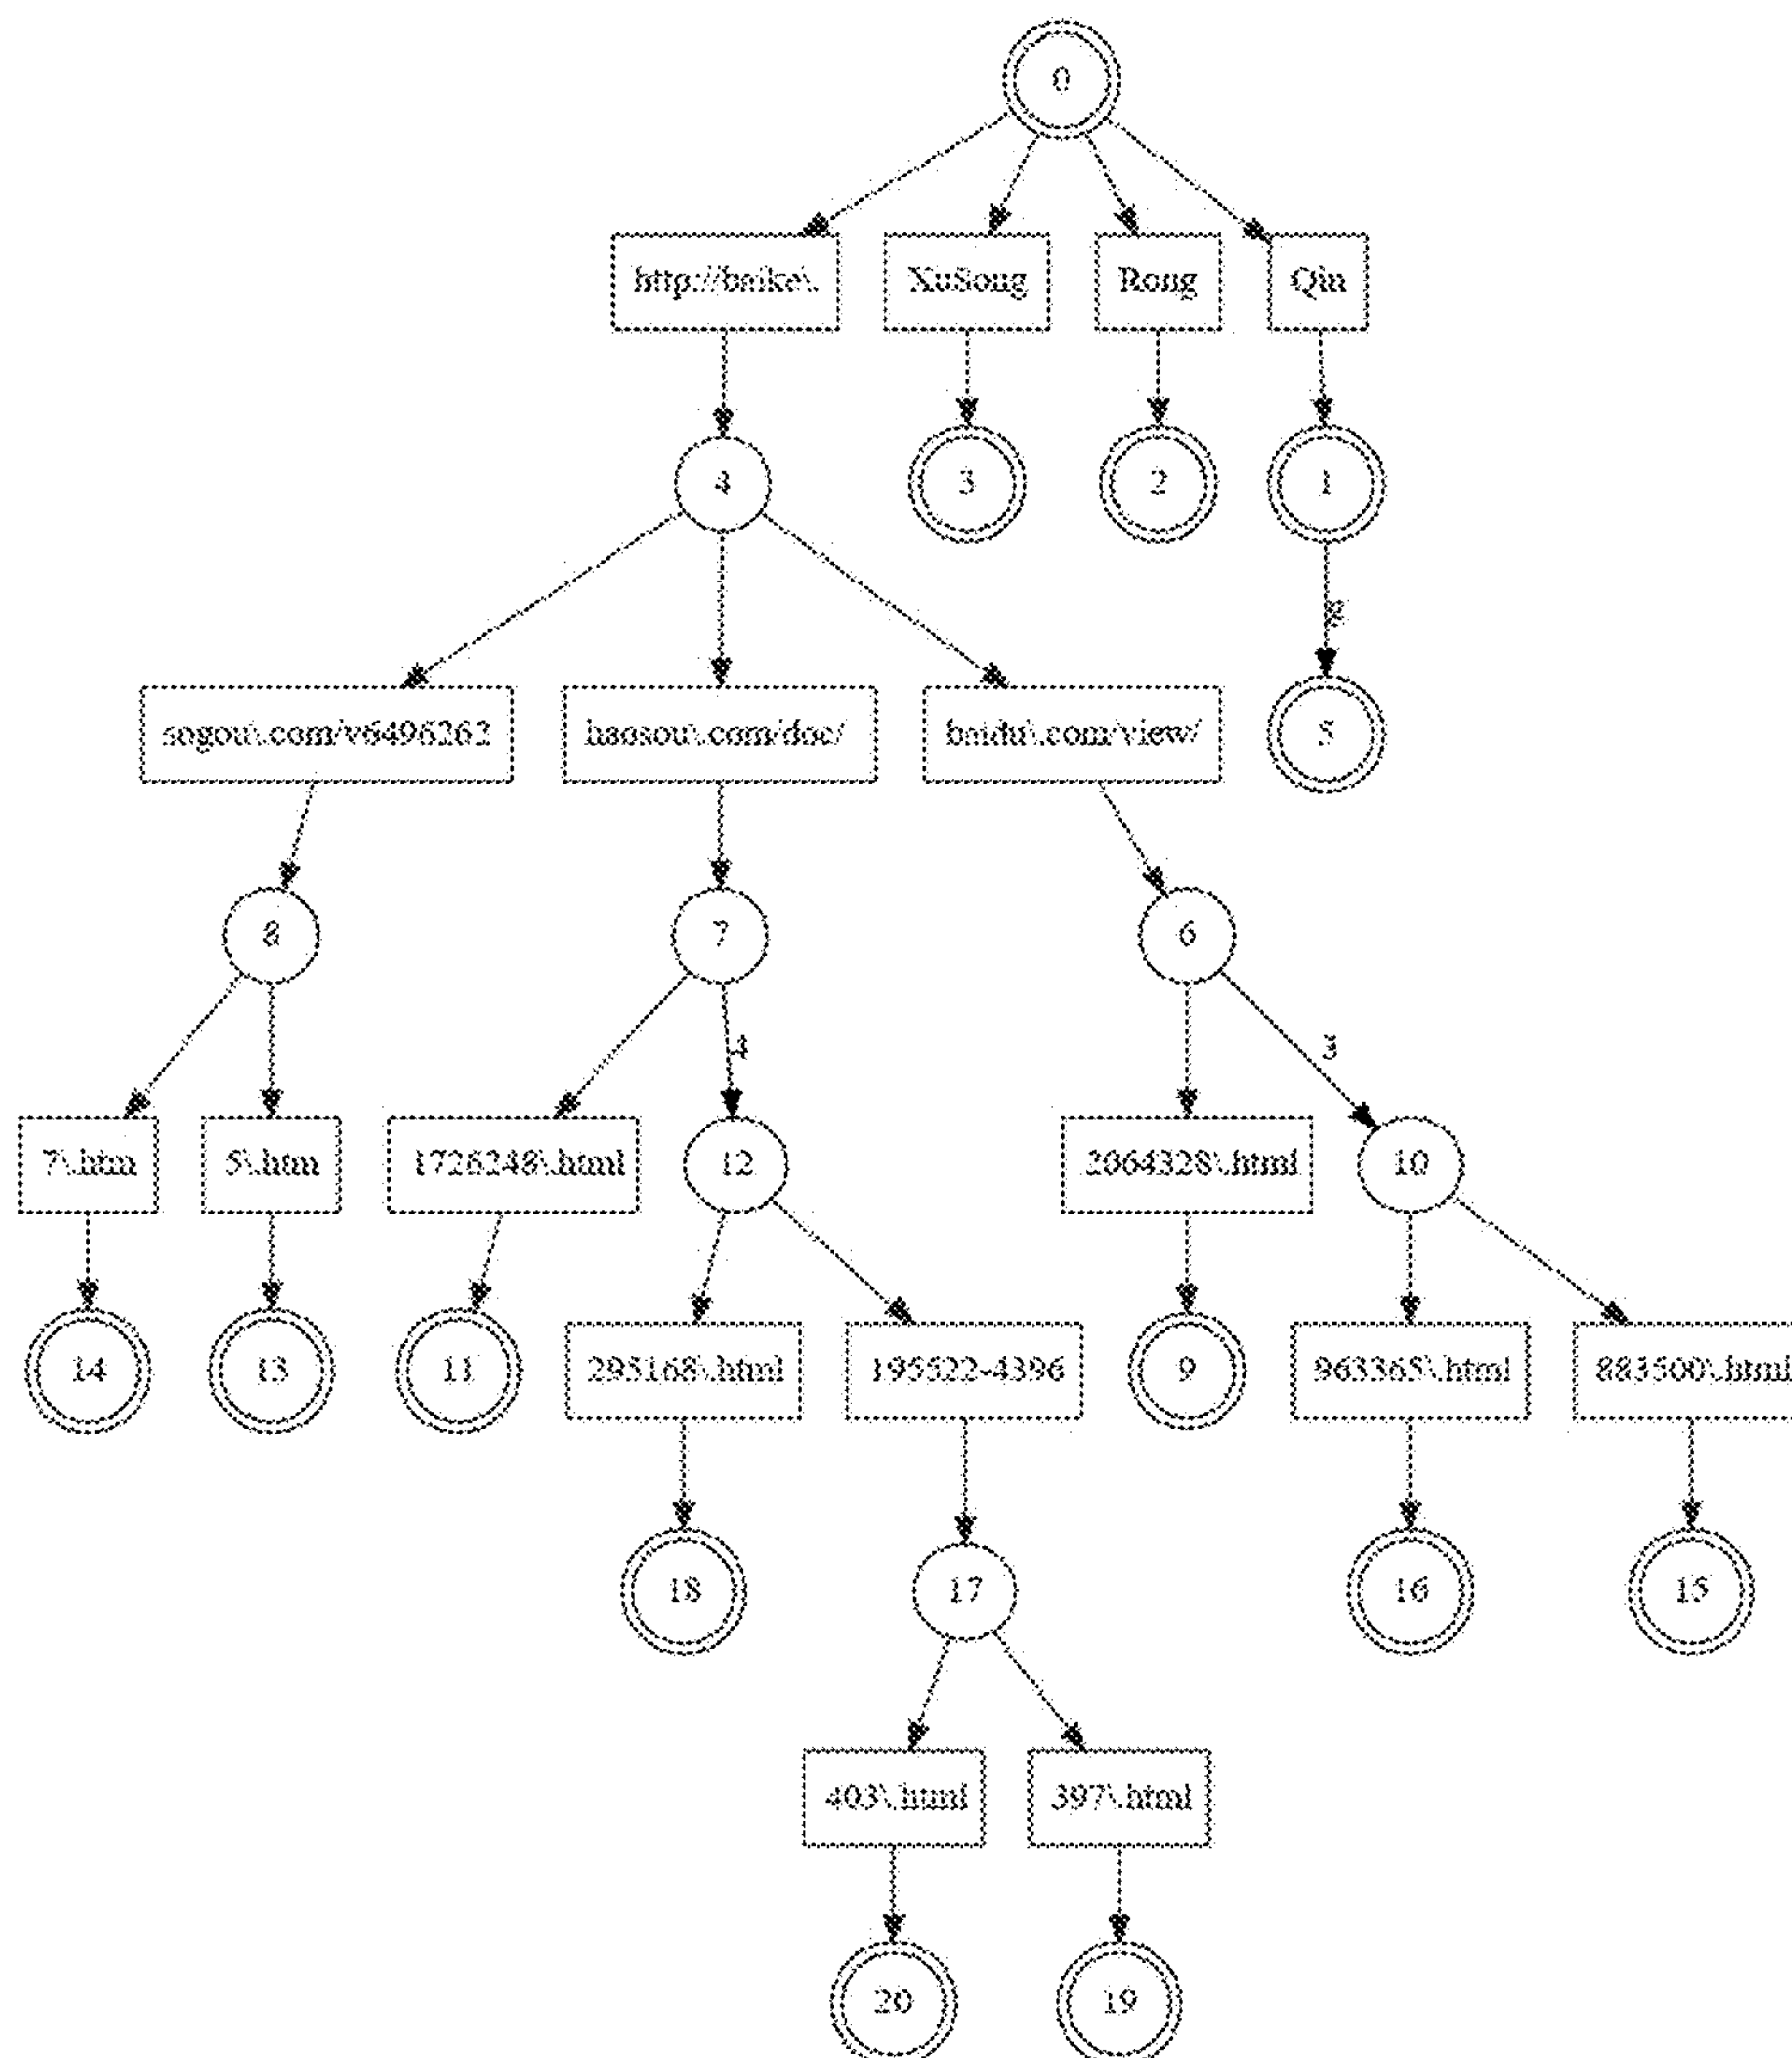 0
http://baike\.
XuSong
Rong
Qin
4
3
2
1
g
sogou\.com/v6496262
haosou\.com/doc/
baidu\.com/view/
5
8
7
6
4
3
7\.htm
5\.htm
1726248\.html
12
2064328\.html
10
14
13
11
295168\.html
195522-4396
9
963365\.html
883500\.html
18
17
16
15
403\.html
397\.html
20
19